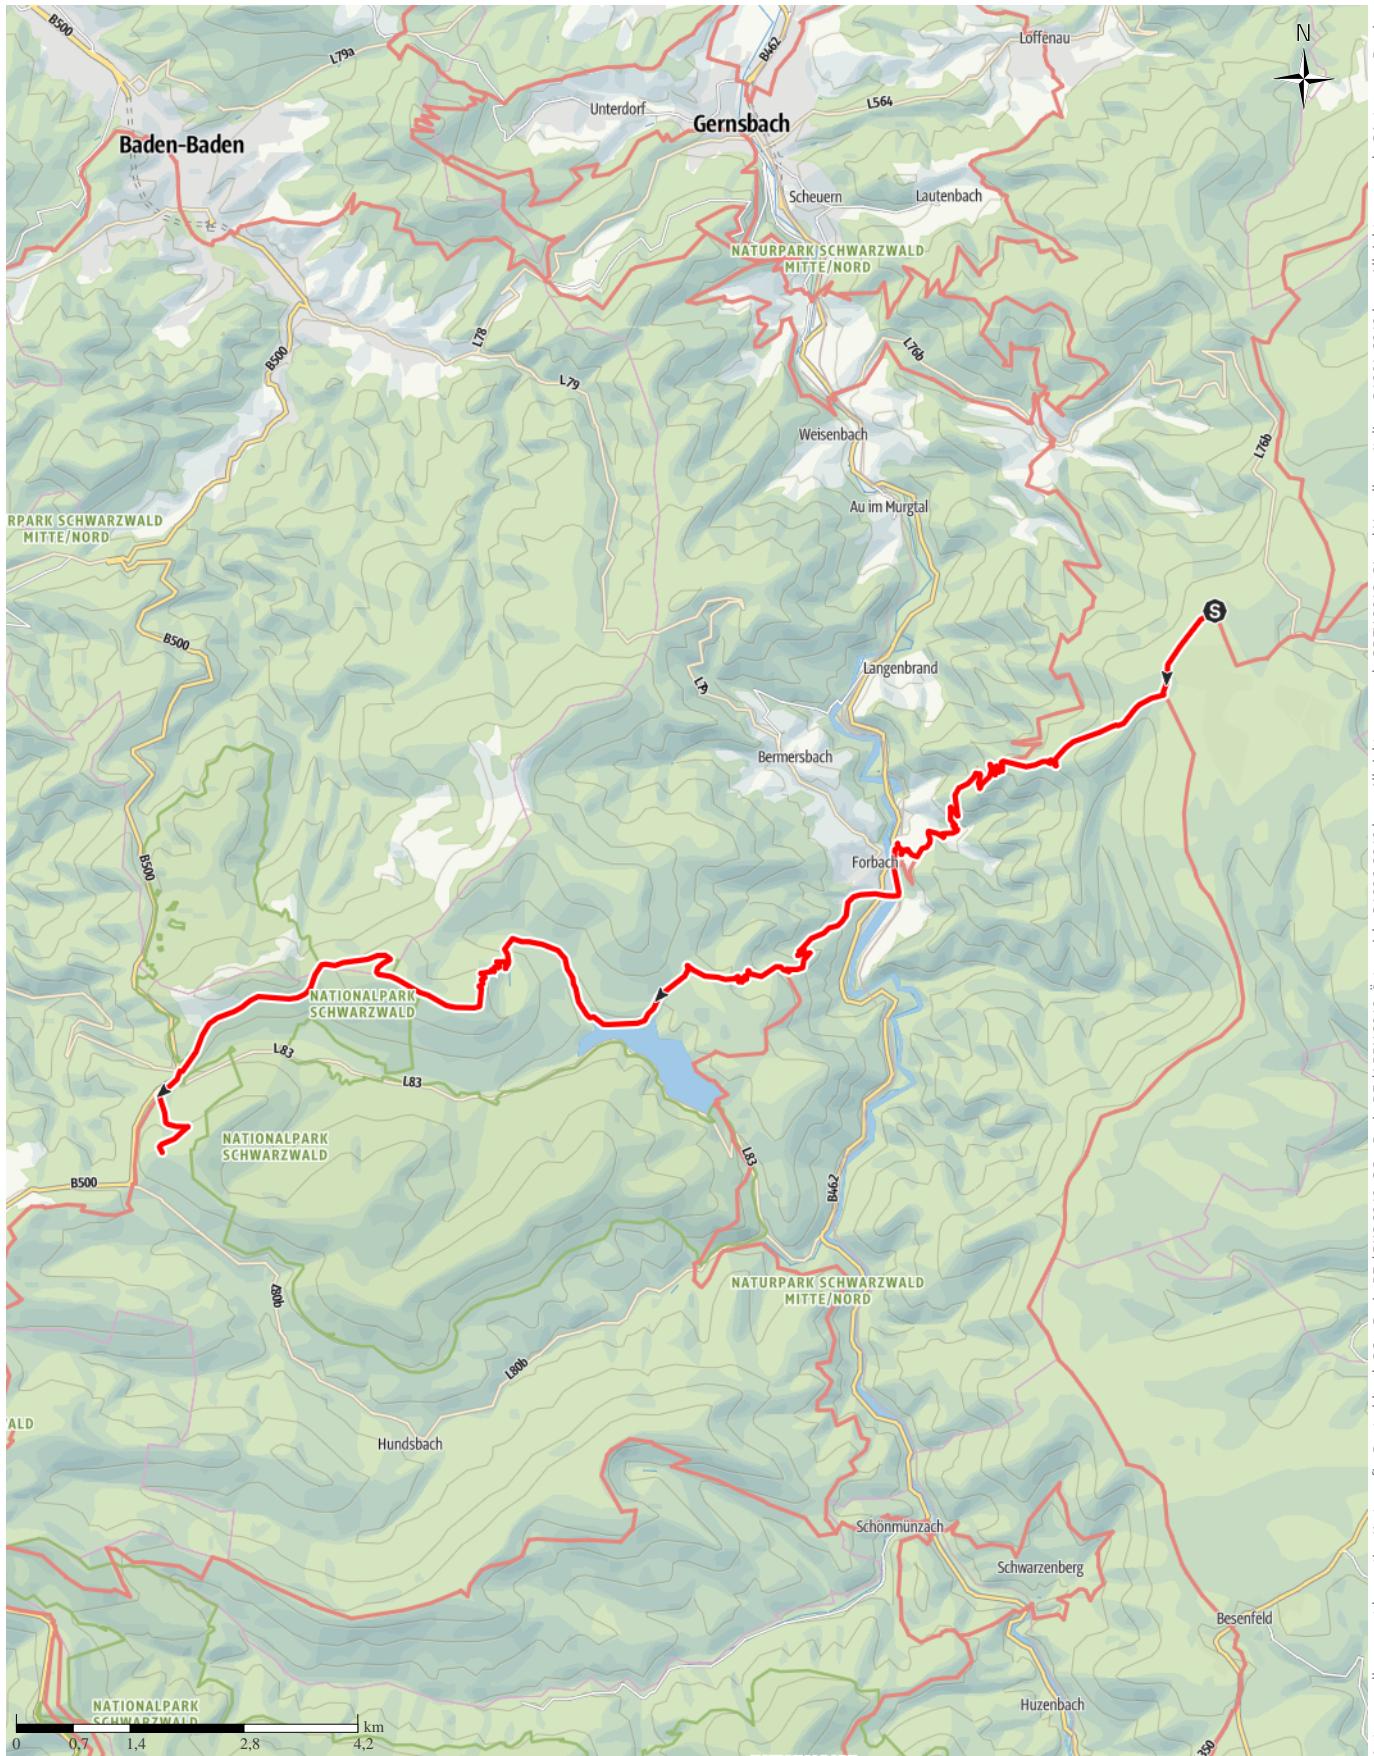 B500
L79a
B462
Loffenau
N
Unterdorf
Gernsbach
L564
Baden-Baden
Scheuern
Lautenbach
NATURPARK SCHWARZWALD
MITTE/NORD
L78
B500
L76b
L79
Weisenbach
L76b
Au im Murgtal
RPARK SCHWARZWALD
MITTE/NORD
S
B500
Langenbrand
L79
Bermersbach
B500
Forbach
NATIONALPARK
SCHWARZWALD
L83
L83
NATIONALPARK
SCHWARZWALD
L83
B500
B462
NATURPARK SCHWARZWALD
MITTE/NORD
L80b
L80b
ALD
Hundsbach
Schönmünzach
Schwarzenberg
Besenfeld
NATIONALPARK
SCHWARZWALD
Huzenbach
km
0
0,7
1,4
2,8
4,2
350